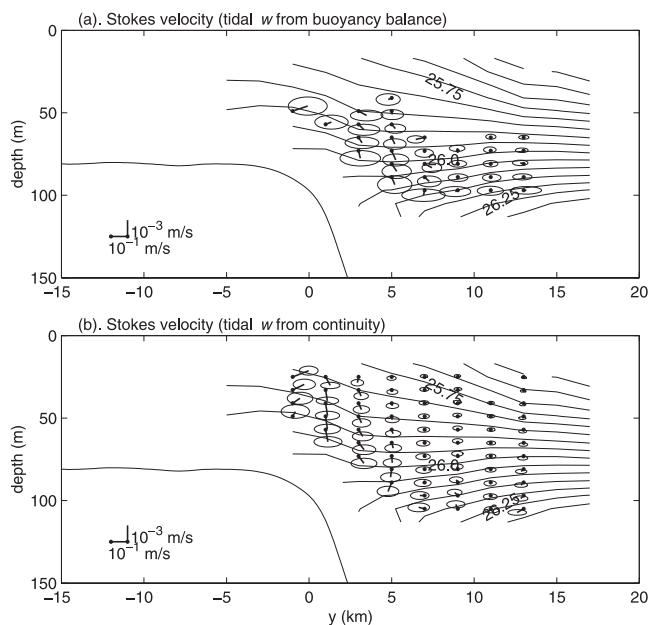 (a). Stokes velocity (tidal w from buoyancy balance)
0
50
100
150
depth (m)
25.75
26.0
26.25
10⁻³ m/s
10⁻¹ m/s
−15 −10 −5 0 5 10 15 20
(b). Stokes velocity (tidal w from continuity)
0
50
100
150
depth (m)
25.75
26.0
26.25
10⁻³ m/s
10⁻¹ m/s
−15 −10 −5 0 5 10 15 20
y (km)